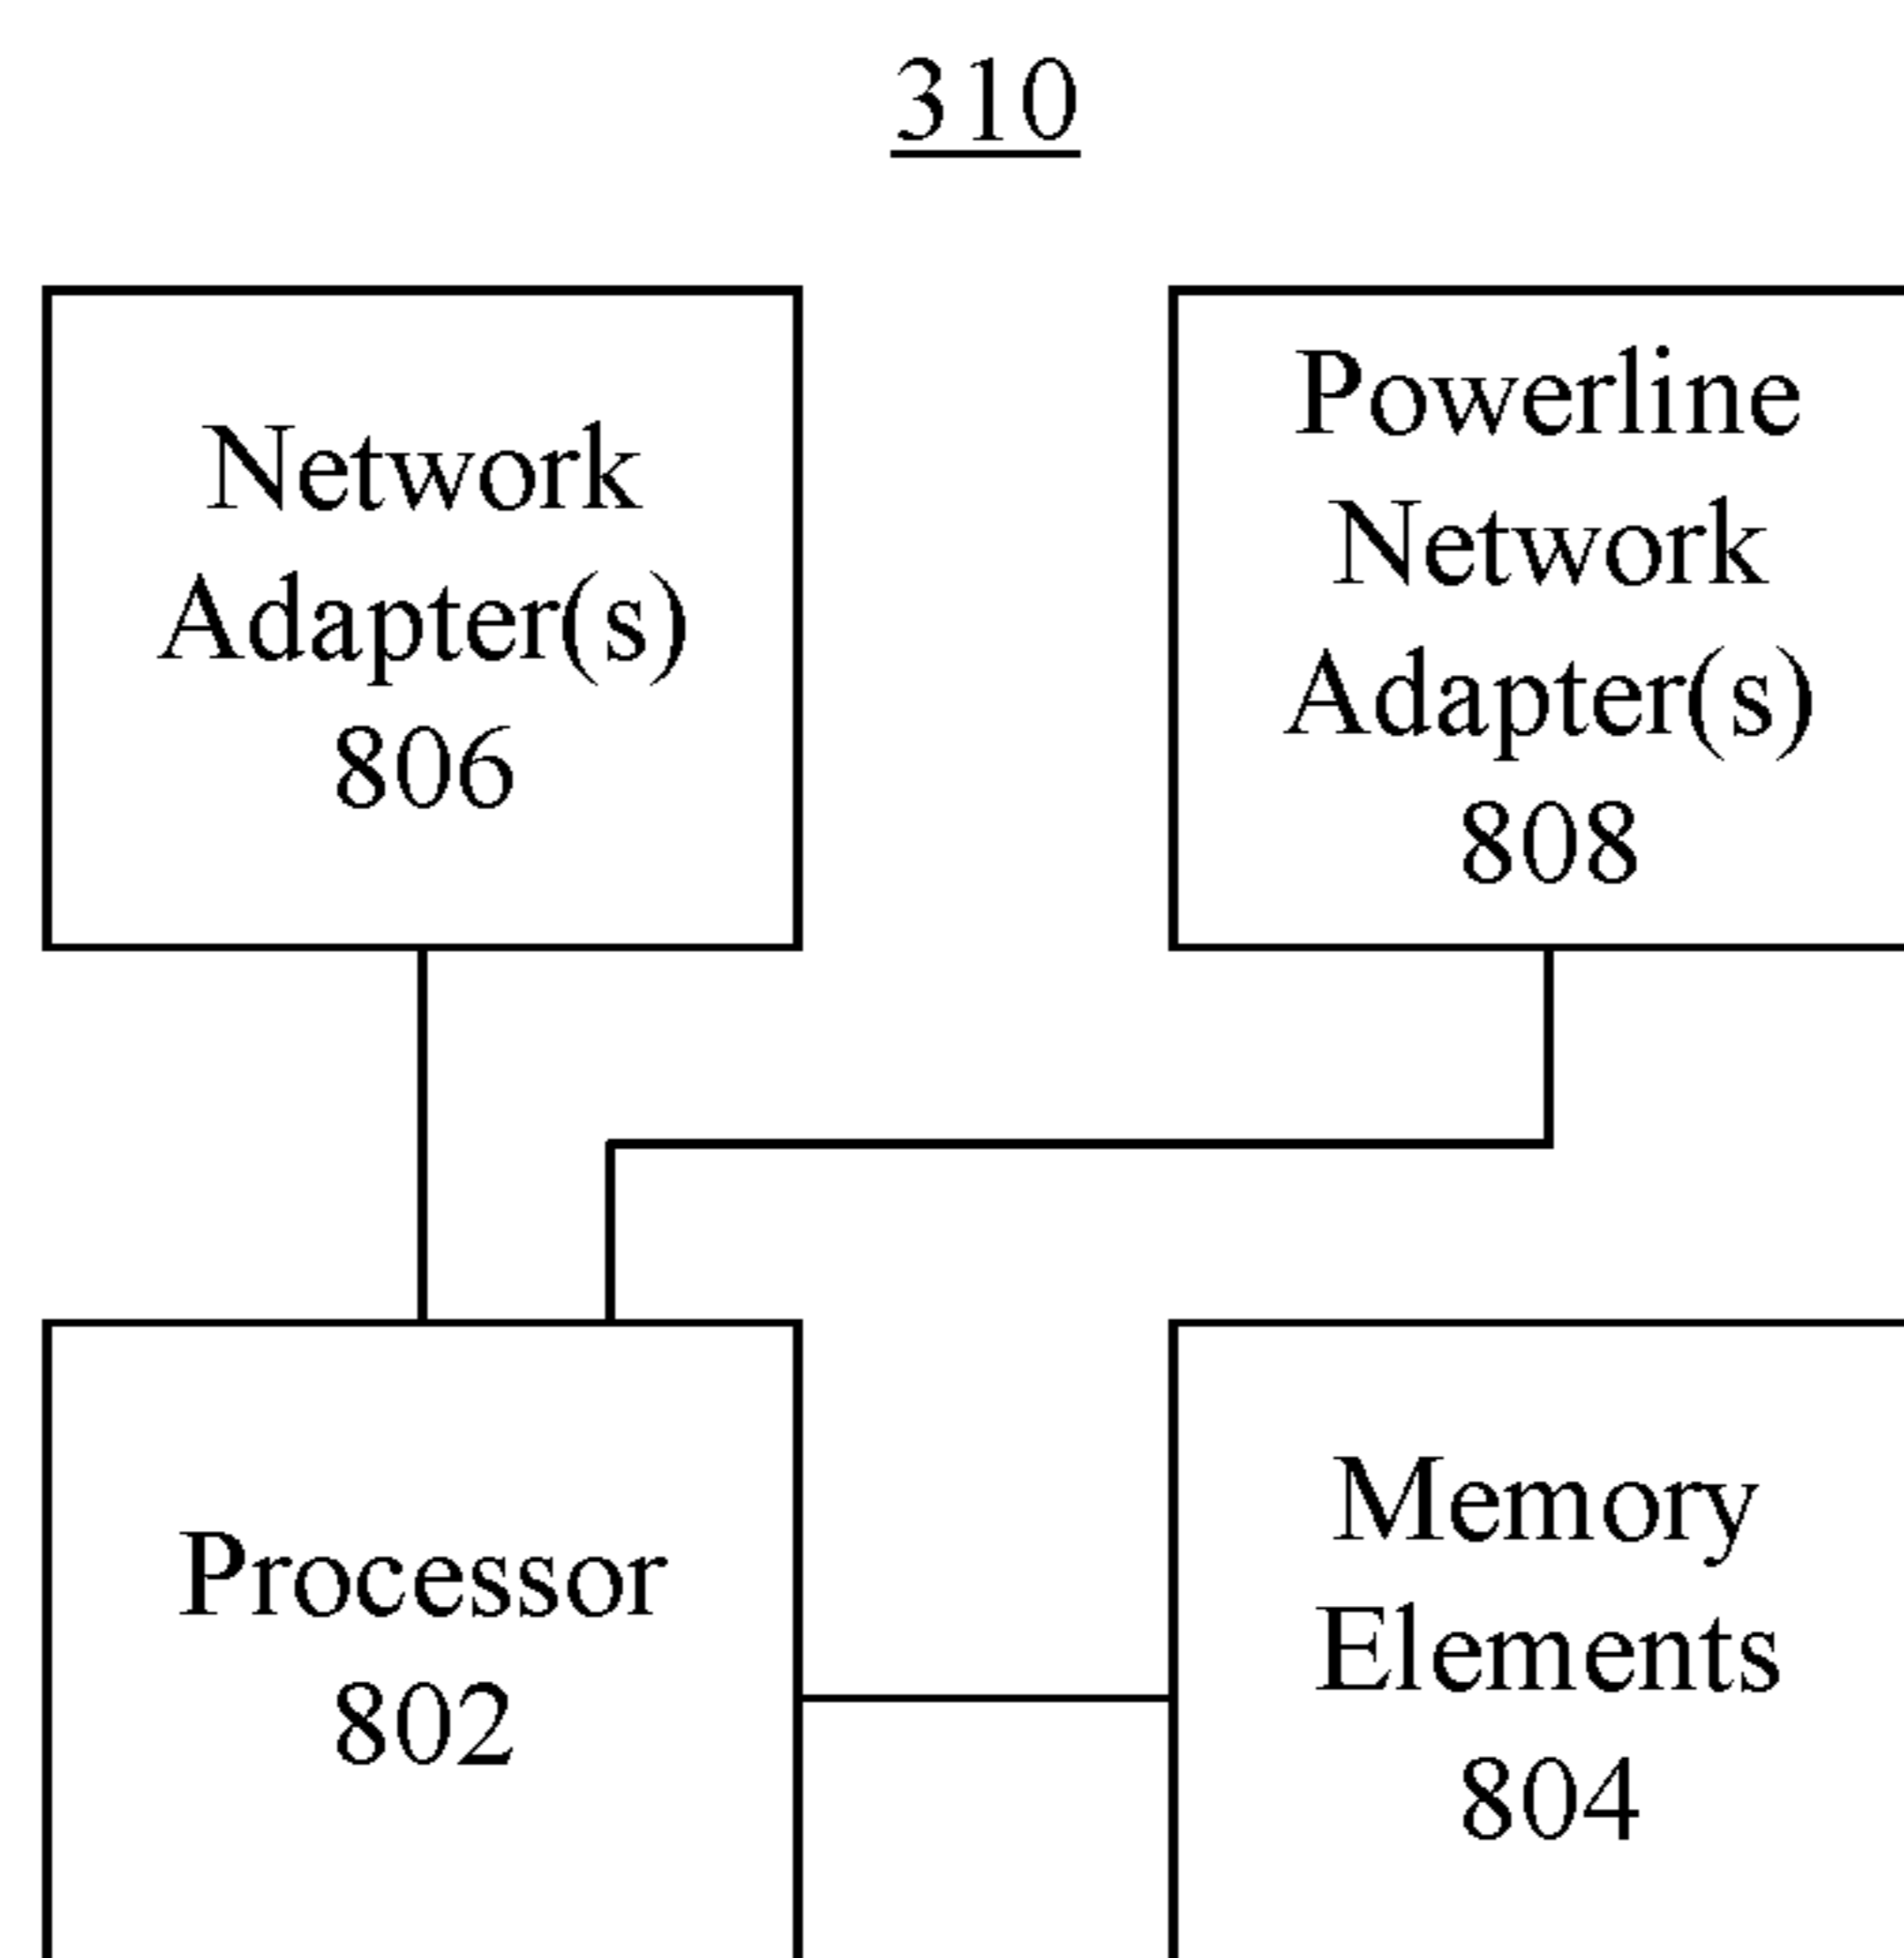 310
Network
Adapter(s)
806
Powerline
Network
Adapter(s)
808
Processor
802
Memory
Elements
804